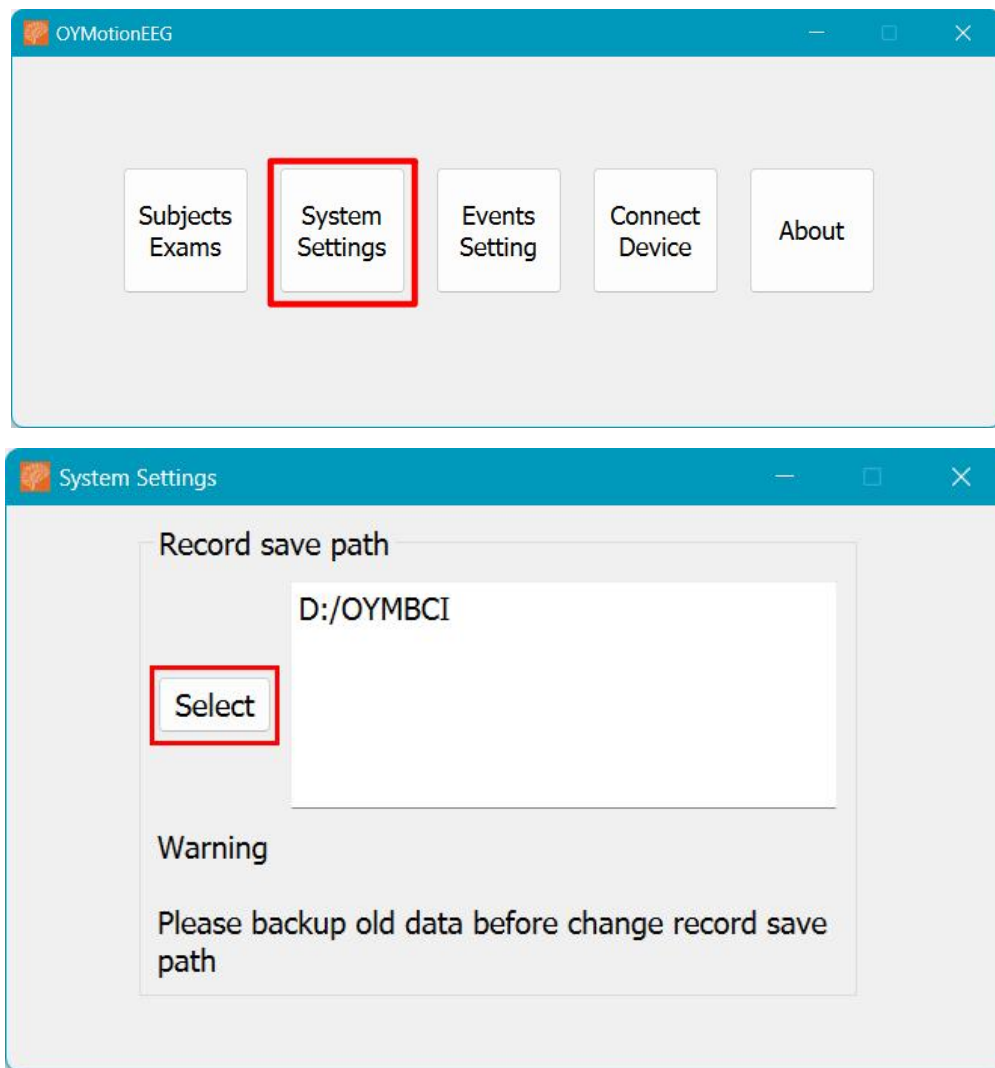 OYMotionEEG
Subjects
Exams
System
Settings
Events
Setting
Connect
Device
About
System Settings
Record save path
D:/OYMBCI
Select
Warning
Please backup old data before change record save
path